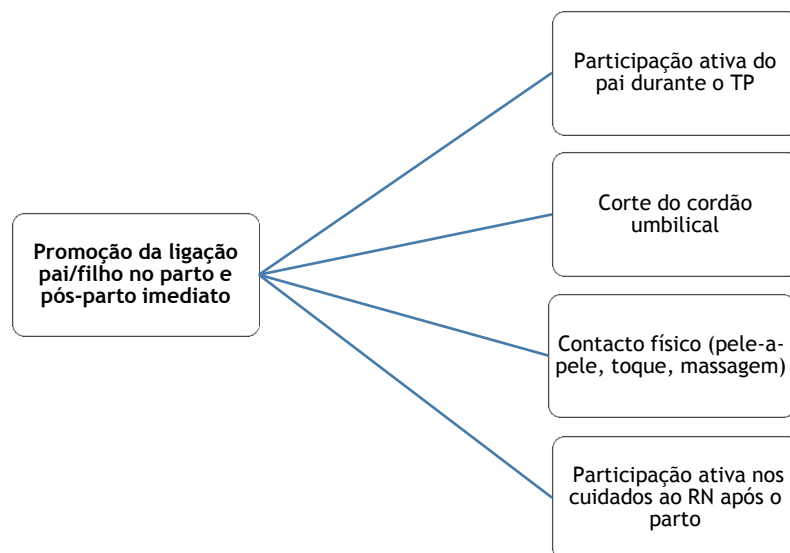 Participação ativa do
pai durante o TP
Corte do cordão
umbilical
Promoção da ligação
pai/filho no parto e
pós-parto imediato
Contacto físico (pele-a-
pele, toque, massagem)
Participação ativa nos
cuidados ao RN após o
parto